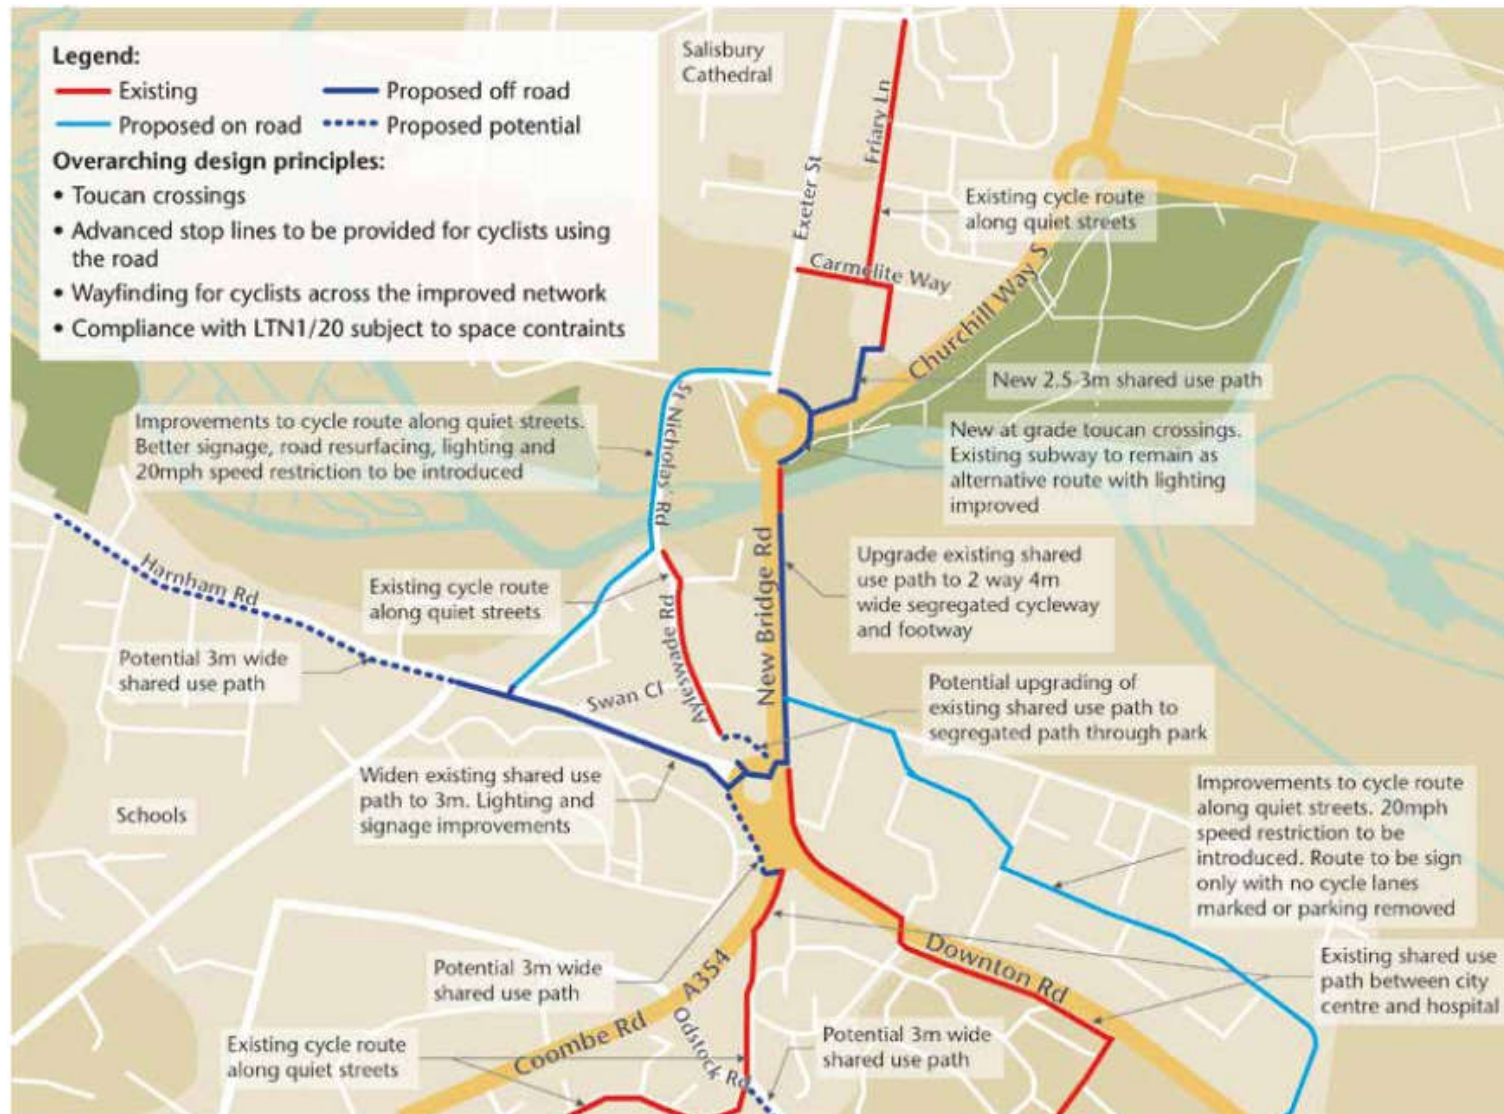 Legend:
Existing
Proposed off road
Proposed on road
Proposed potential
Overarching design principles:
• Toucan crossings
• Advanced stop lines to be provided for cyclists using
the road
• Wayfinding for cyclists across the improved network
• Compliance with LTN1/20 subject to space contraints
Salisbury
Cathedral
Friary Ln
Exeter St
Existing cycle route
along quiet streets
Carmelite Way
Churchill Way S
New 2.5-3m shared use path
St Nicholas' Rd
Improvements to cycle route along quiet streets.
Better signage, road resurfacing, lighting and
20mph speed restriction to be introduced
New at grade toucan crossings.
Existing subway to remain as
alternative route with lighting
improved
Harnham Rd
Existing cycle route
along quiet streets
Ayleswade Rd
New Bridge Rd
Upgrade existing shared
use path to 2 way 4m
wide segregated cycleway
and footway
Potential 3m wide
shared use path
Swan Cl
Potential upgrading of
existing shared use path to
segregated path through park
Widen existing shared use
path to 3m. Lighting and
signage improvements
Schools
Improvements to cycle route
along quiet streets. 20mph
speed restriction to be
introduced. Route to be sign
only with no cycle lanes
marked or parking removed
Downton Rd
Potential 3m wide
shared use path
A354
Coombe Rd
Odstock Rd
Existing shared use
path between city
centre and hospital
Existing cycle route
along quiet streets
Potential 3m wide
shared use path